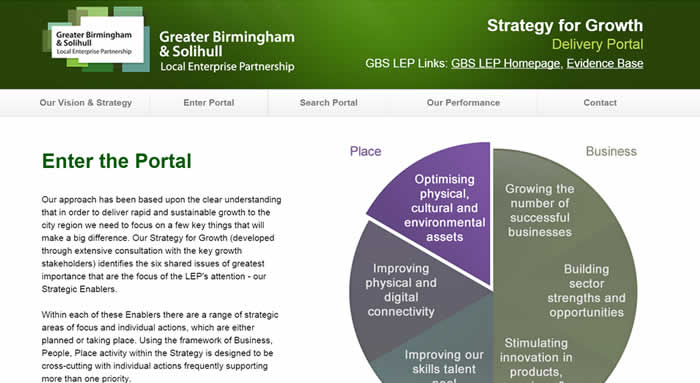 Greater Birmingham
& Solihull
Local Enterprise Partnership
Greater Birmingham
& Solihull
Local Enterprise Partnership
Strategy for Growth
Delivery Portal
GBS LEP Links: GBS LEP Homepage, Evidence Base
Our Vision & Strategy
Enter Portal
Search Portal
Our Performance
Contact
Enter the Portal
Our approach has been based upon the clear understanding
that in order to deliver rapid and sustainable growth to the
city region we need to focus on a few key things that will
make a big difference. Our Strategy for Growth (developed
through extensive consultation with the key growth
stakeholders) identifies the six shared issues of greatest
importance that are the focus of the LEP's attention - our
Strategic Enablers.
Within each of these Enablers there are a range of strategic
areas of focus and individual actions, which are either
planned or taking place. Using the framework of Business,
People, Place activity within the Strategy is designed to be
cross-cutting with individual actions frequently supporting
more than one priority.
Place
Business
Optimising
physical,
cultural and
environmental
assets
Growing the
number of
successful
businesses
Improving
physical and
digital
connectivity
Building
sector
strengths and
opportunities
Improving our
skills talent
Stimulating
innovation in
products,